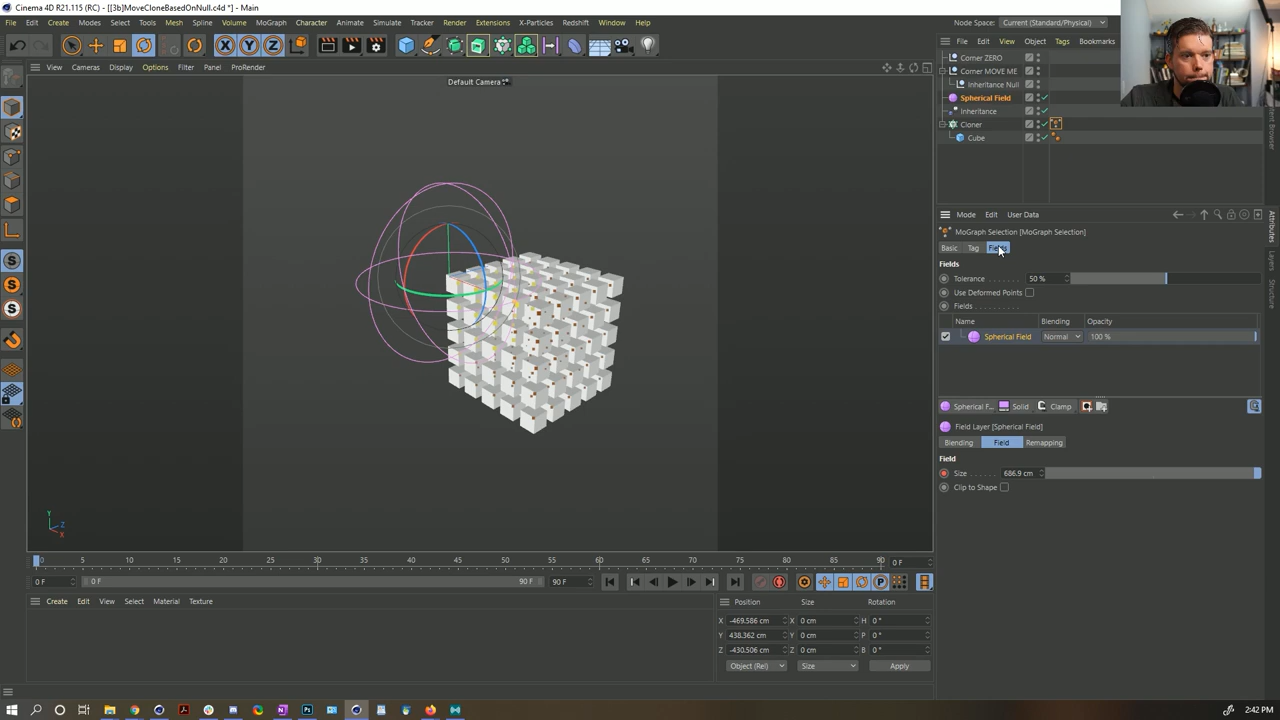 Cinema 4D R21.115 (RC) - [[3b]MoveCloneBasedOnNull.c4d *] - Main
File Edit Create Modes Select Tools Mesh Spline Volume MoGraph Character Animate Simulate Tracker Render Extensions X-Particles Redshift Window Help
Node Space: Current (Standard/Physical)
File Edit View Object Tags Bookmarks
X Y Z
View Cameras Display Options Filter Panel ProRender
Default Camera
Corner ZERO
Corner MOVE ME
Inheritance Null
Spherical Field
Inheritance
Cloner
Cube
Content Browser
Attributes
Layers
Structure
Mode Edit User Data
MoGraph Selection [MoGraph Selection]
Basic Tag Fields
Fields
Tolerance 50 %
Use Deformed Points
Fields
Name Blending Opacity
Spherical Field Normal 100 %
Spherical F... Solid Clamp
Field Layer [Spherical Field]
Blending Field Remapping
Field
Size 686.9 cm
Clip to Shape
Y
Z
X
0 5 10 15 20 25 30 35 40 45 50 55 60 65 70 75 80 85 90 0 F
0 F 0 F 90 F 90 F
Create Edit View Select Material Texture
Position Size Rotation
X -469.586 cm X 0 cm H 0 °
Y 438.362 cm Y 0 cm P 0 °
Z -430.506 cm Z 0 cm B 0 °
Object (Rel) Size Apply
2:42 PM